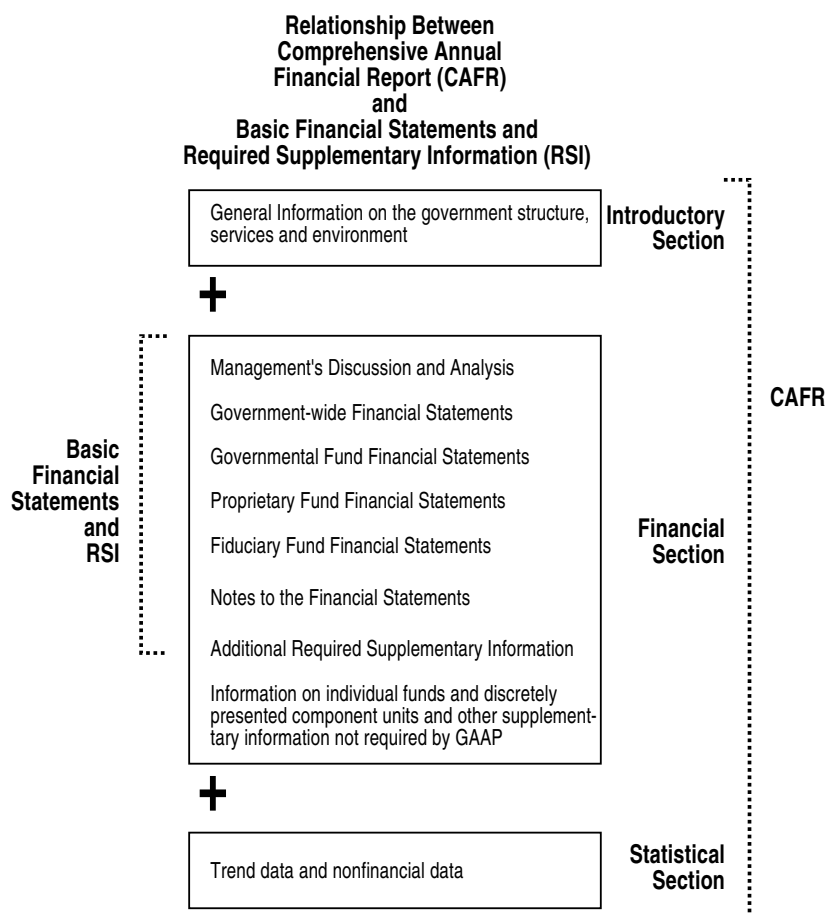 Relationship Between
Comprehensive Annual
Financial Report (CAFR)
and
Basic Financial Statements and
Required Supplementary Information (RSI)
General Information on the government structure,
services and environment
Introductory
Section
+
Management's Discussion and Analysis
Government-wide Financial Statements
Governmental Fund Financial Statements
Proprietary Fund Financial Statements
Fiduciary Fund Financial Statements
Notes to the Financial Statements
Additional Required Supplementary Information
Information on individual funds and discretely
presented component units and other supplemen-
tary information not required by GAAP
Basic
Financial
Statements
and
RSI
Financial
Section
CAFR
+
Trend data and nonfinancial data
Statistical
Section